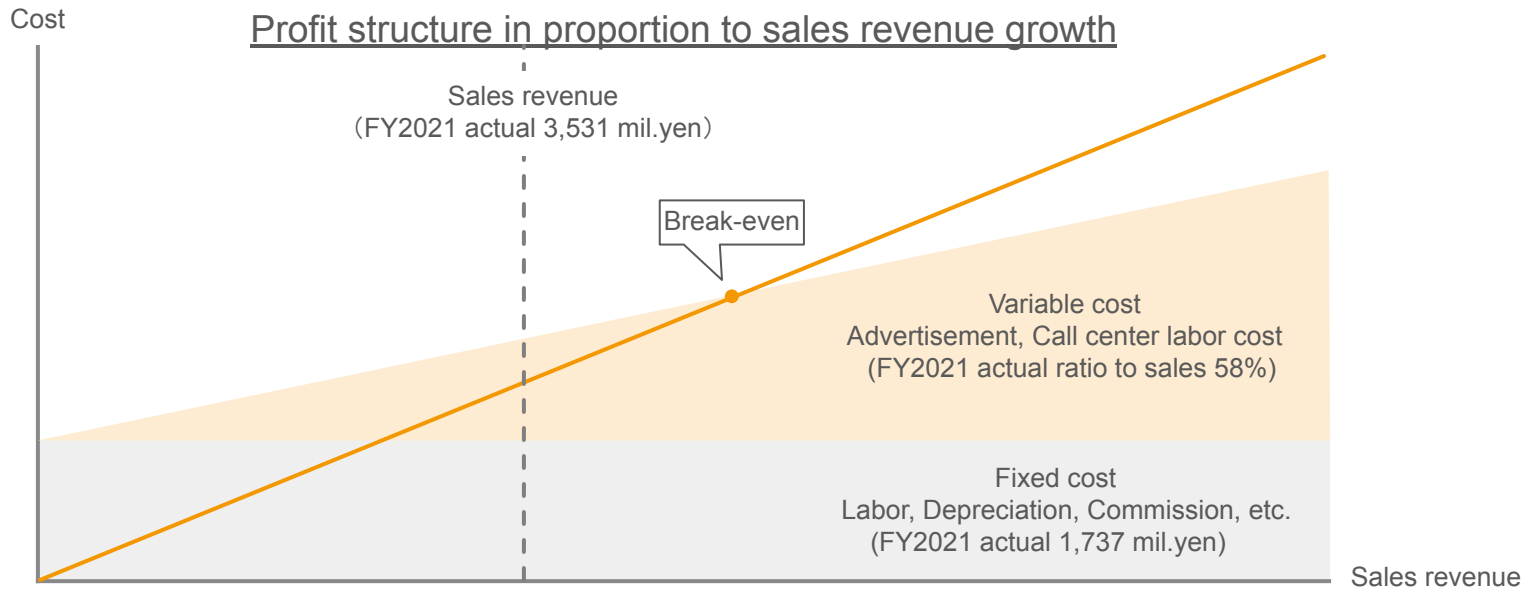 Cost
Profit structure in proportion to sales revenue growth
Sales revenue
（FY2021 actual 3,531 mil.yen）
Break-even
Variable cost
Advertisement, Call center labor cost
(FY2021 actual ratio to sales 58%)
Fixed cost
Labor, Depreciation, Commission, etc.
(FY2021 actual 1,737 mil.yen)
Sales revenue